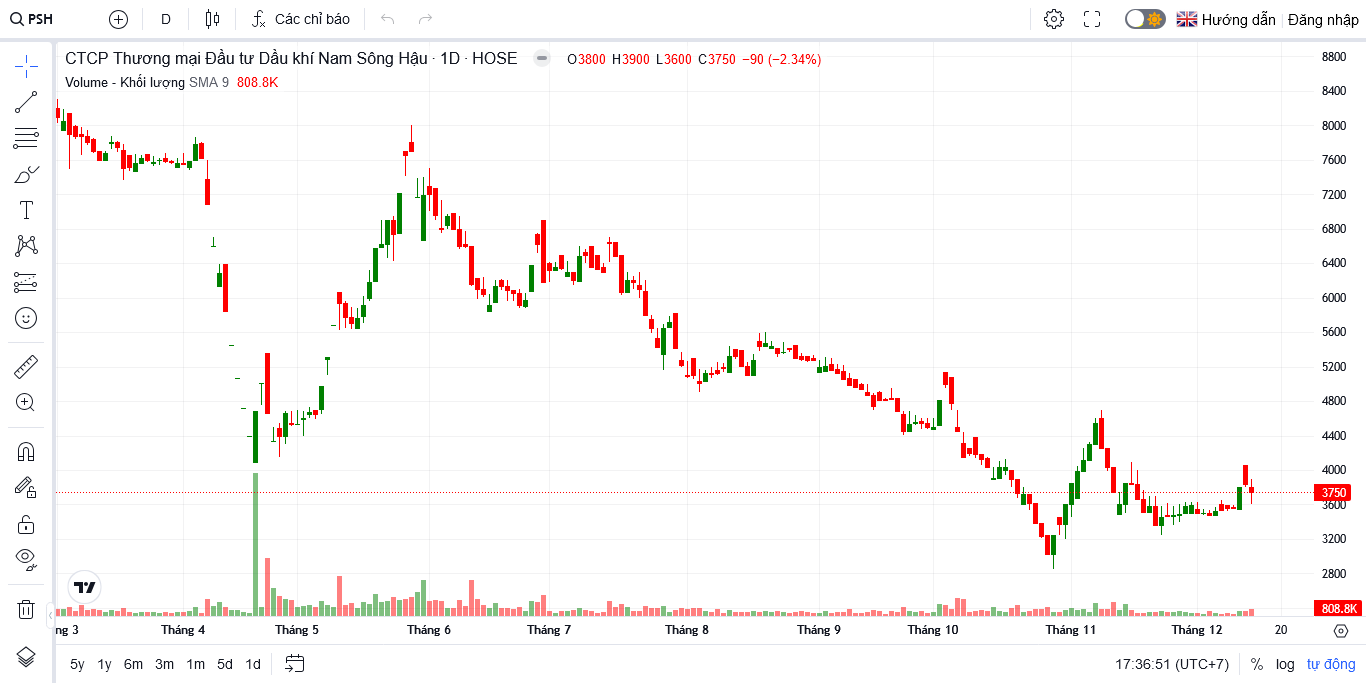 PSH D Các chỉ báo Hướng dẫn Đăng nhập
CTCP Thương mại Đầu tư Dầu khí Nam Sông Hậu · 1D · HOSE O3800 H3900 L3600 C3750 −90 (−2.34%)
Volume - Khối lượng SMA 9 808.8K
8800
8400
8000
7600
7200
6800
6400
6000
5600
5200
4800
4400
4000
3750
3600
3200
2800
808.8K
ng 3 Tháng 4 Tháng 5 Tháng 6 Tháng 7 Tháng 8 Tháng 9 Tháng 10 Tháng 11 Tháng 12 20
5y 1y 6m 3m 1m 5d 1d 17:36:51 (UTC+7) % log tự động